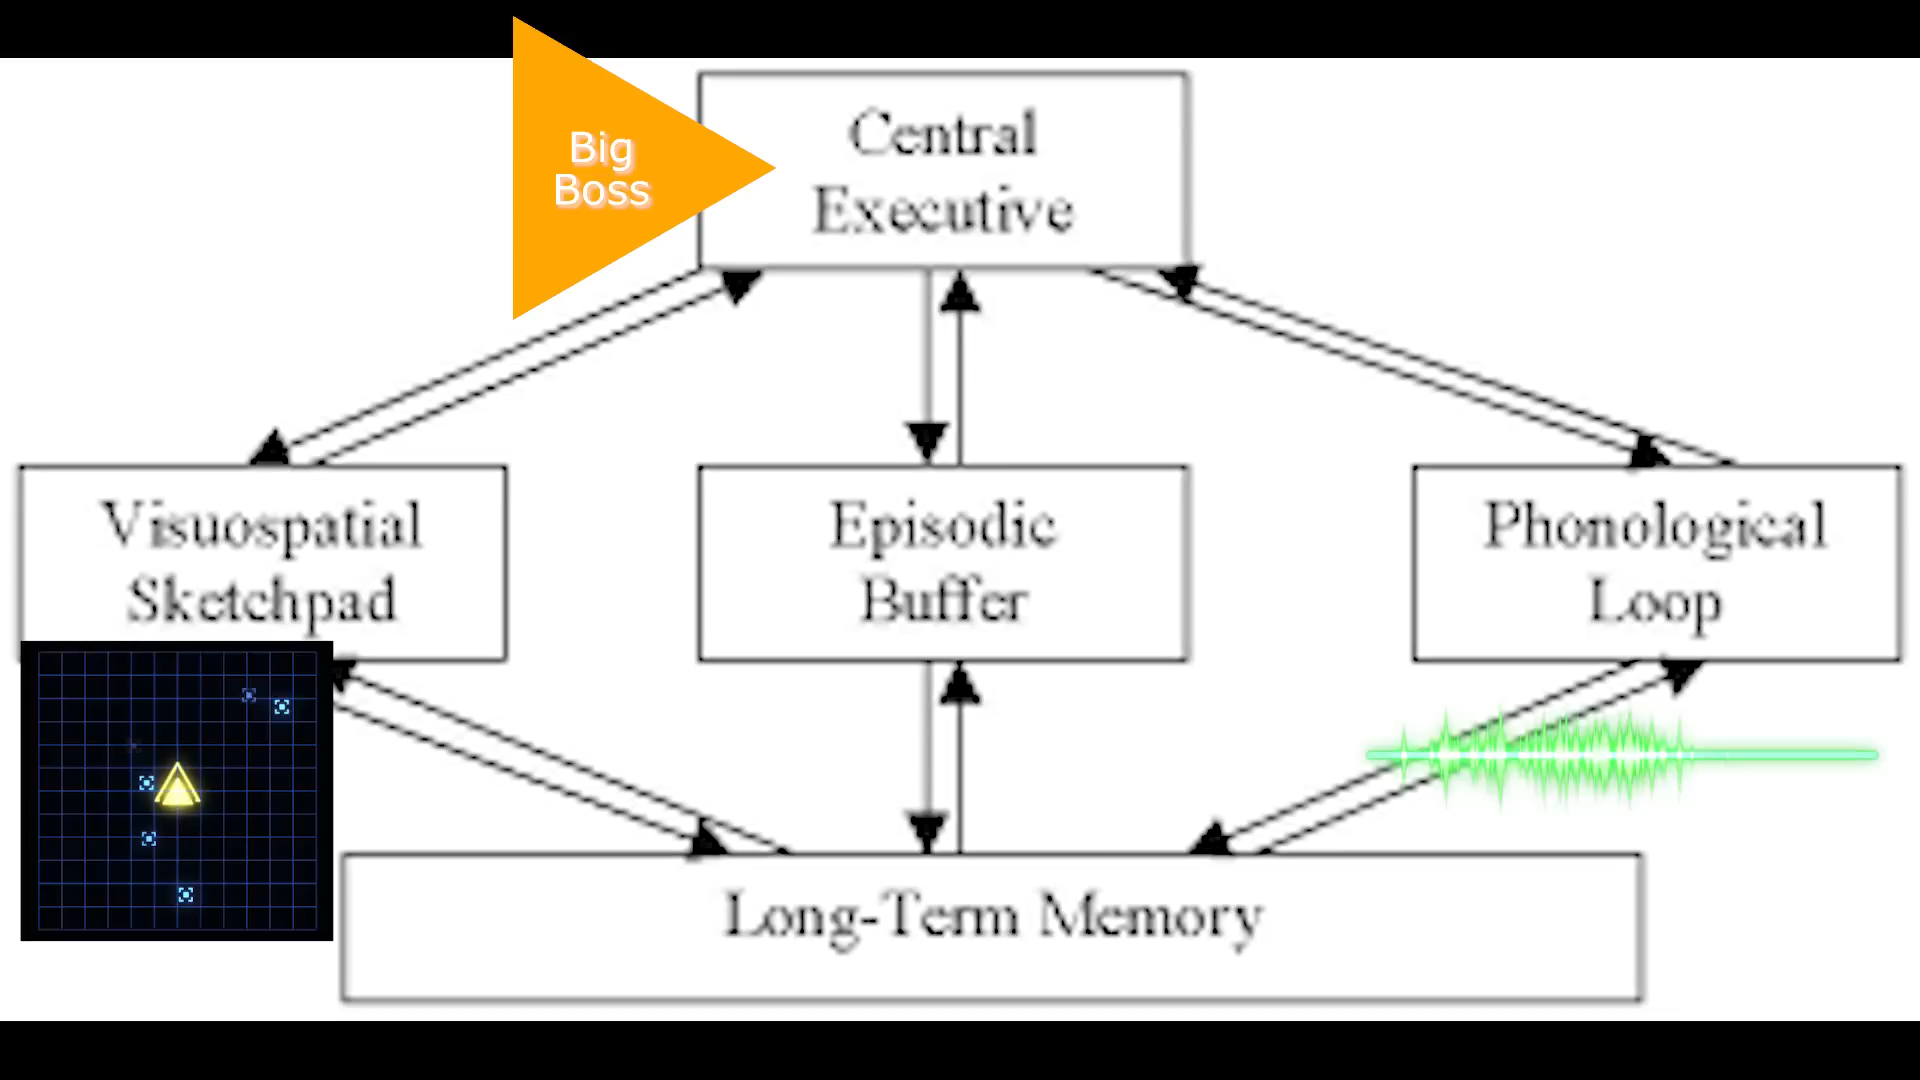 Big
Boss
Central
Executive
Visuospatial
Sketchpad
Episodic
Buffer
Phonological
Loop
Long-Term Memory